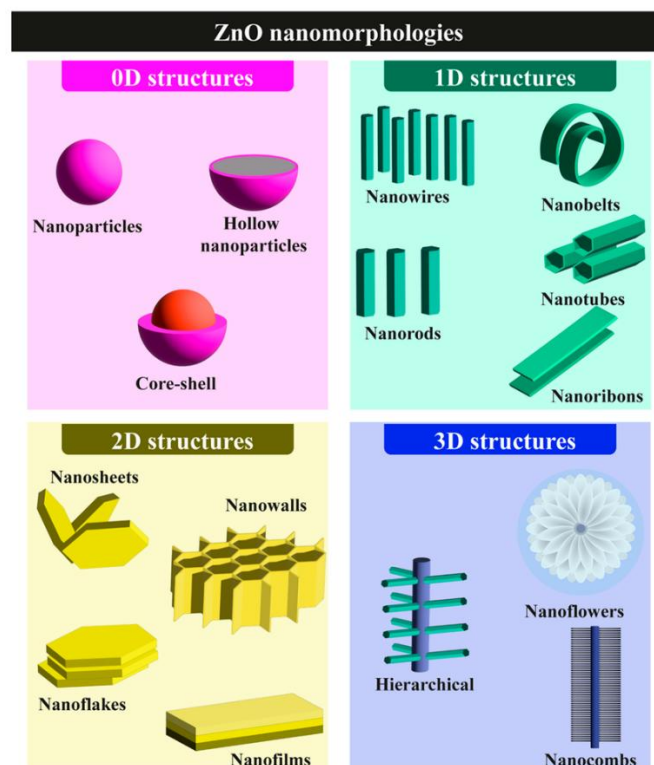 ZnO nanomorphologies
0D structures
Nanoparticles
Hollow
nanoparticles
Core-shell
1D structures
Nanowires
Nanobelts
Nanorods
Nanotubes
Nanoribons
2D structures
Nanosheets
Nanowalls
Nanoflakes
Nanofilms
3D structures
Nanoflowers
Hierarchical
Nanocombs